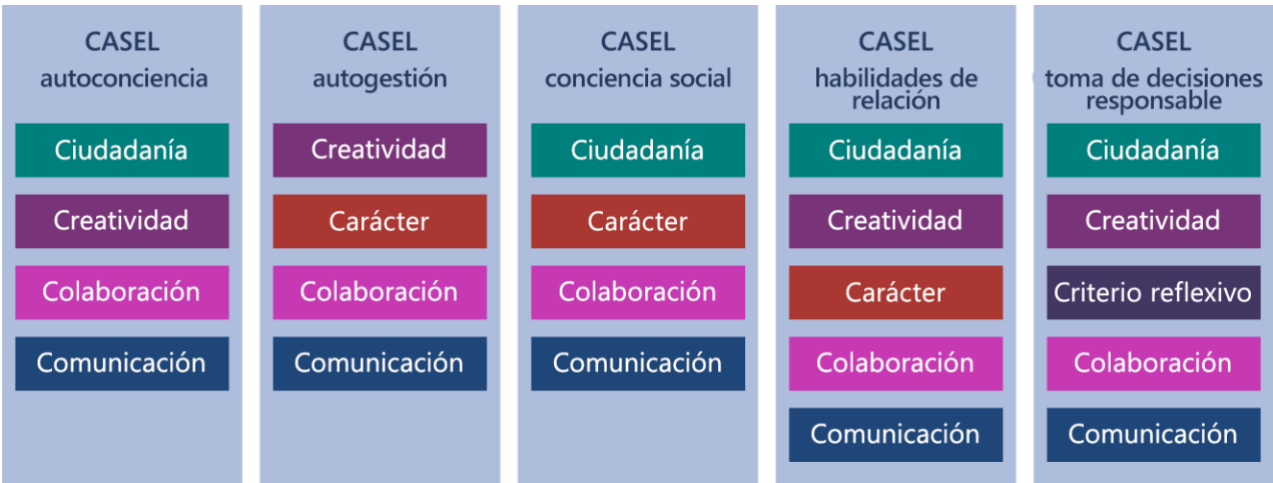 CASEL
autoconciencia
Ciudadanía
Creatividad
Colaboración
Comunicación
CASEL
autogestión
Creatividad
Carácter
Colaboración
Comunicación
CASEL
conciencia social
Ciudadanía
Carácter
Colaboración
Comunicación
CASEL
habilidades de
relación
Ciudadanía
Creatividad
Carácter
Colaboración
Comunicación
CASEL
toma de decisiones
responsable
Ciudadanía
Creatividad
Criterio reflexivo
Colaboración
Comunicación